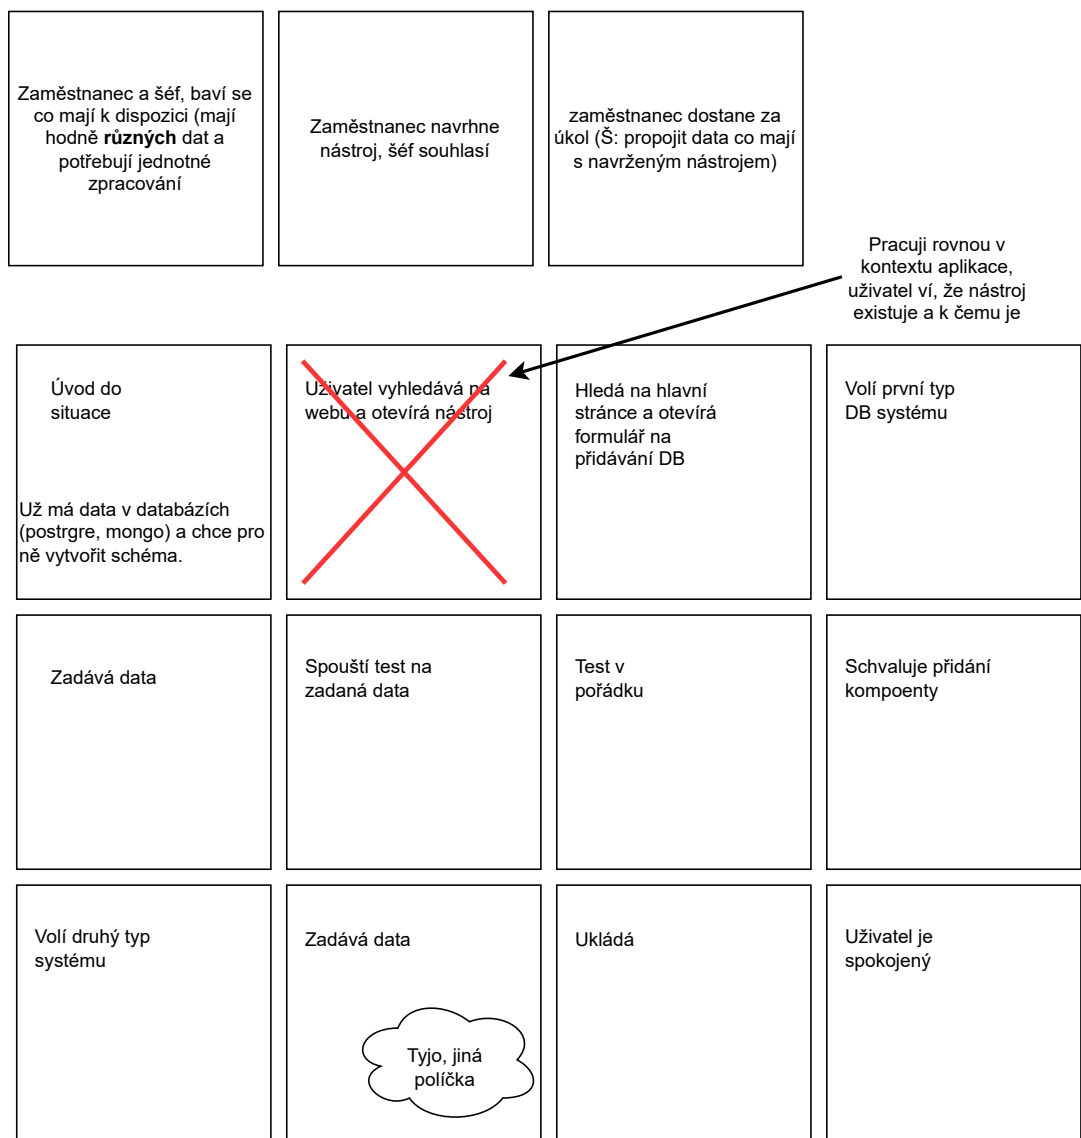 Zaměstnanec a šéf, baví se
co mají k dispozici (mají
hodně různých dat a
potřebují jednotné
zpracování
Zaměstnanec navrhne
nástroj, šéf souhlasí
zaměstnanec dostane za
úkol (Š: propojit data co mají
s navrženým nástrojem)
Pracuji rovnou v
kontextu aplikace,
uživatel ví, že nástroj
existuje a k čemu je
Úvod do
situace
Už má data v databázích
(postrgre, mongo) a chce pro
ně vytvořit schéma.
Uživatel vyhledává na
webu a otevírá nástroj
Hledá na hlavní
stránce a otevírá
formulář na
přidávání DB
Volí první typ
DB systému
Zadává data
Spouští test na
zadaná data
Test v
pořádku
Schvaluje přidání
kompoenty
Volí druhý typ
systému
Zadává data
Tyjo, jiná
políčka
Ukládá
Uživatel je
spokojený